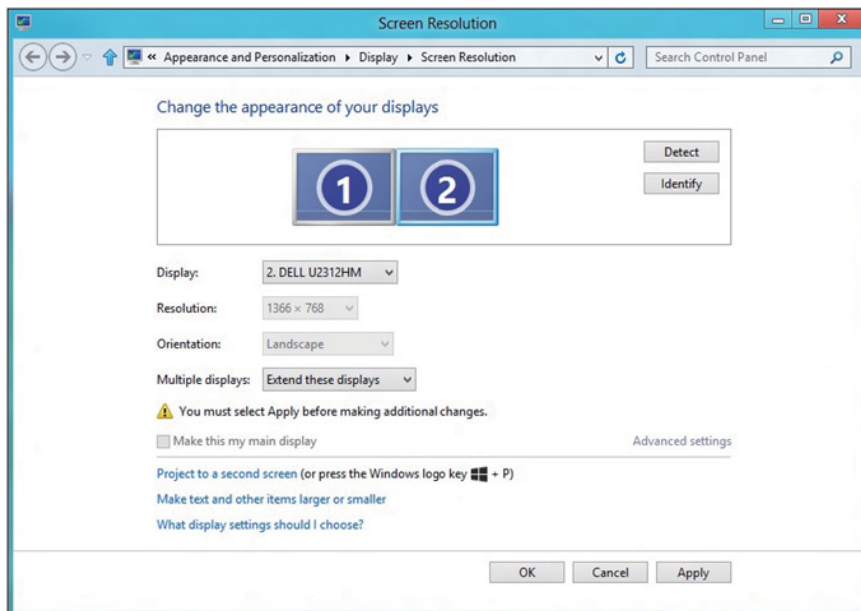 Screen Resolution
« Appearance and Personalization ▸ Display ▸ Screen Resolution
Search Control Panel
Change the appearance of your displays
1 2
Detect
Identify
Display: 2. DELL U2312HM
Resolution: 1366 × 768
Orientation: Landscape
Multiple displays: Extend these displays
You must select Apply before making additional changes.
Make this my main display Advanced settings
Project to a second screen (or press the Windows logo key + P)
Make text and other items larger or smaller
What display settings should I choose?
OK Cancel Apply